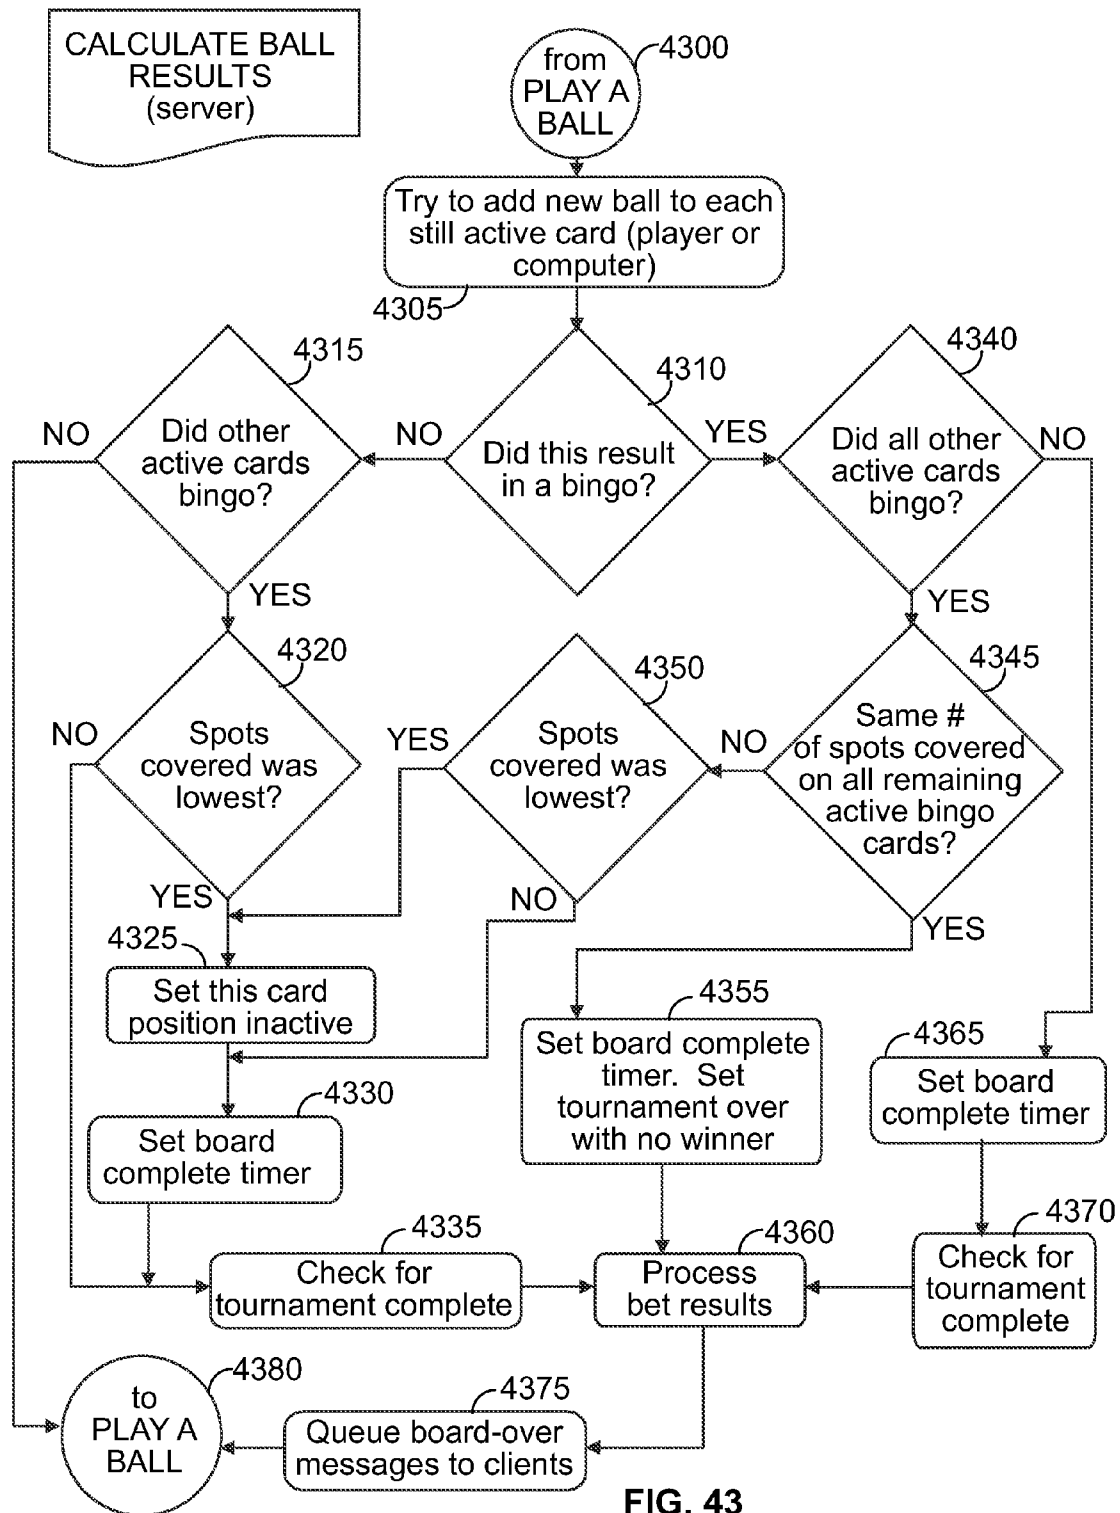 CALCULATE BALL
RESULTS
(server)
from
PLAY A
BALL
4300
Try to add new ball to each
still active card (player or
computer)
4305
4315
4310
4340
NO
Did other
active cards
bingo?
NO
Did this result
in a bingo?
YES
Did all other
active cards
bingo?
NO
YES
YES
4320
4350
4345
NO
Spots
covered was
lowest?
YES
Spots
covered was
lowest?
NO
Same #
of spots covered
on all remaining
active bingo
cards?
YES
NO
YES
4325
Set this card
position inactive
4355
Set board complete
timer. Set
tournament over
with no winner
4365
Set board
complete timer
4330
Set board
complete timer
4335
Check for
tournament complete
4360
Process
bet results
4370
Check for
tournament
complete
to
PLAY A
BALL
4380
4375
Queue board-over
messages to clients
FIG. 43